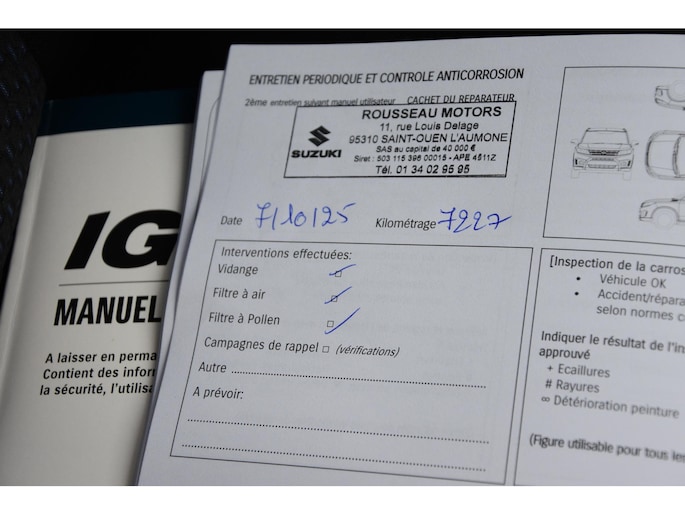 ENTRETIEN PERIODIQUE ET CONTROLE ANTICORROSION
2ème entretien suivant manuel utilisateur CACHET DU REPARATEUR
ROUSSEAU MOTORS
11, rue Louis Delage
95310 SAINT-OUEN L'AUMONE
SAS au capital de 40 000 €
Siret : 503 115 395 00015 - APE 4511Z
Tél. 01 34 02 95 95
SUZUKI
Date 7/10/25 Kilométrage 7227
Interventions effectuées:
Vidange
Filtre à air
Filtre à Pollen
Campagnes de rappel (vérifications)
Autre
A prévoir:
[Inspection de la carros
• Véhicule OK
• Accident/répara
selon normes c
Indiquer le résultat de l'ins
approuvé
+ Ecaillures
# Rayures
∞ Détérioration peinture
(Figure utilisable pour tous les
IG
MANUEL
A laisser en perma
Contient des infor
la sécurité, l'utilisa